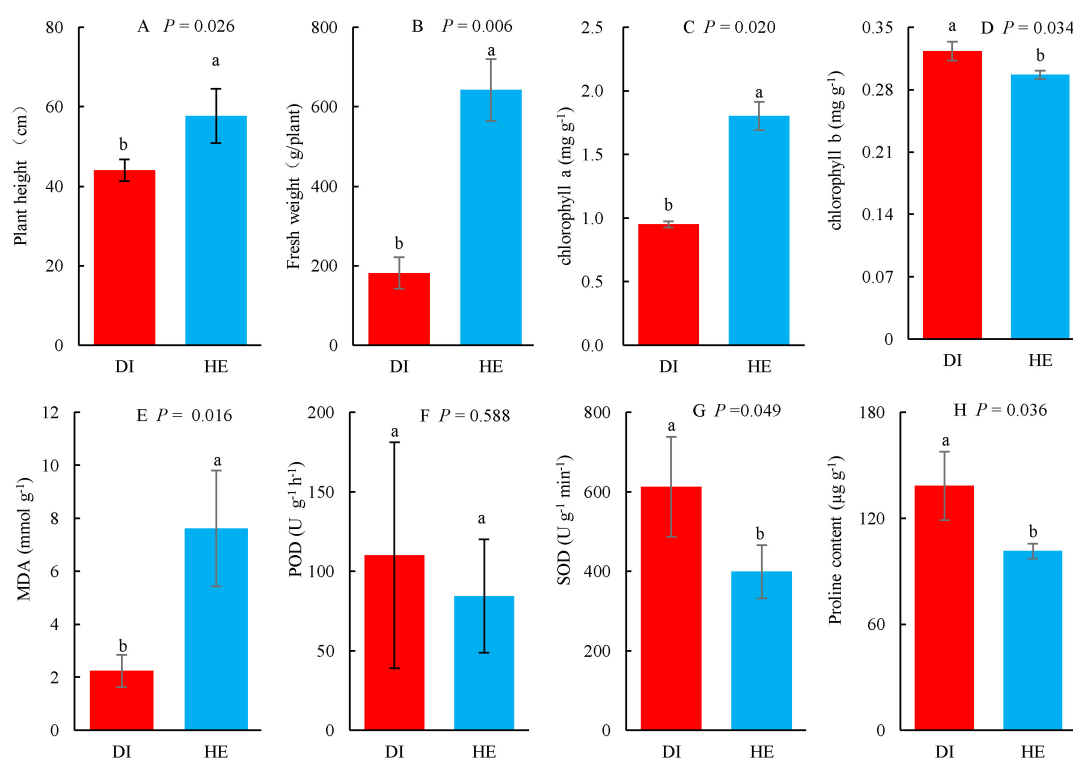 A P = 0.026
80
60
40
20
0
Plant height （cm）
b
a
DI HE
B P = 0.006
800
600
400
200
0
Fresh weight（g/plant）
b
a
DI HE
C P = 0.020
2.5
2.0
1.5
1.0
0.5
0.0
chlorophyll a (mg g-1)
b
a
DI HE
D P = 0.034
0.35
0.28
0.21
0.14
0.07
0
chlorophyll b (mg g-1)
a
b
DI HE
E P = 0.016
12
10
8
6
4
2
0
MDA (mmol g-1)
b
a
DI HE
F P = 0.588
200
150
100
50
0
POD (U g-1 h-1)
a
a
DI HE
G P =0.049
800
600
400
200
0
SOD (U g-1 min-1)
a
b
DI HE
H P = 0.036
180
120
60
0
Proline content (μg g-1)
a
b
DI HE